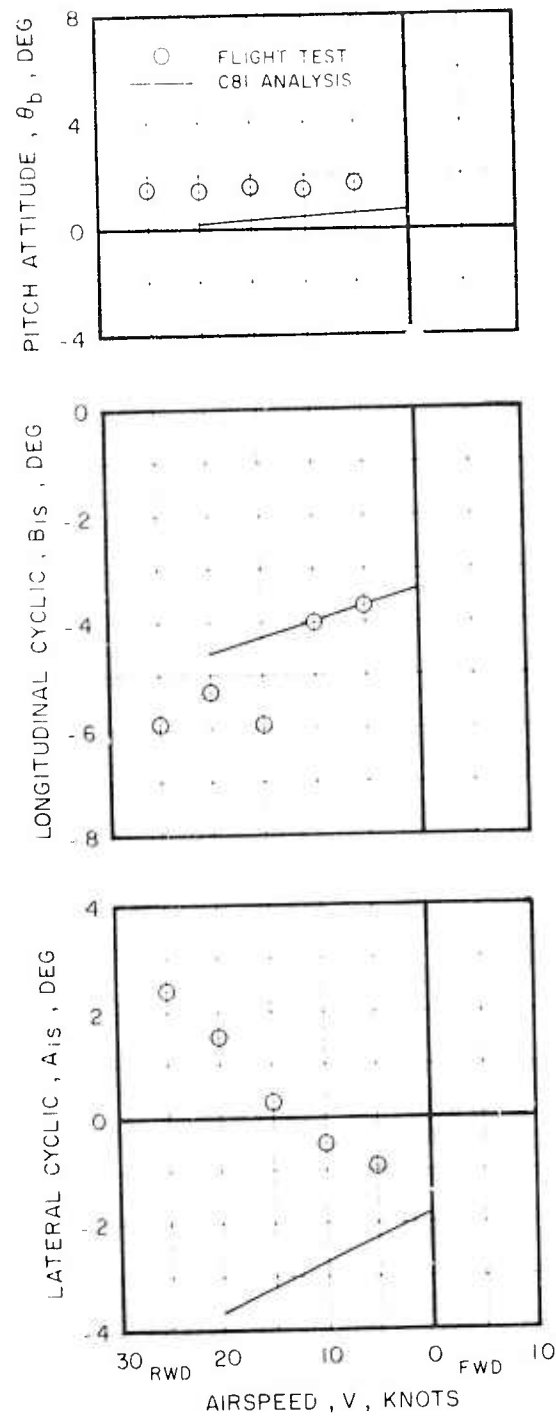 8
FLIGHT TEST
C81 ANALYSIS
4
0
-4
PITCH ATTITUDE , θb , DEG
0
-2
-4
-6
-8
LONGITUDINAL CYCLIC , B1s , DEG
4
2
0
-2
-4
LATERAL CYCLIC , A1s , DEG
30 RWD 20 10 0 FWD 10
AIRSPEED , V , KNOTS